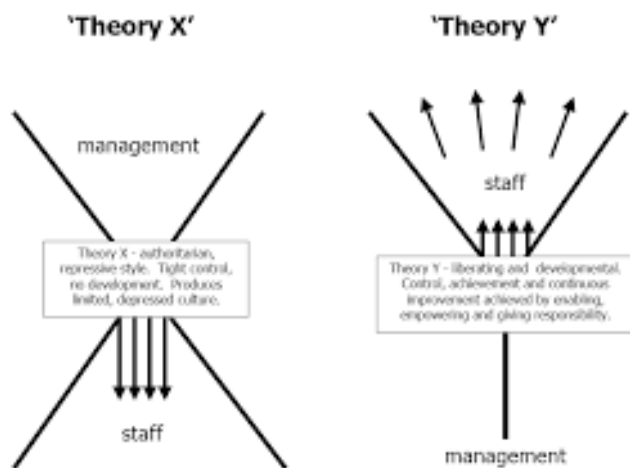 'Theory X'
management
Theory X - authoritarian,
repressive style. Tight control,
no development. Produces
limited, depressed culture.
staff
'Theory Y'
staff
Theory Y - liberating and developmental.
Control, achievement and continuous
improvement achieved by enabling,
empowering and giving responsibility.
management